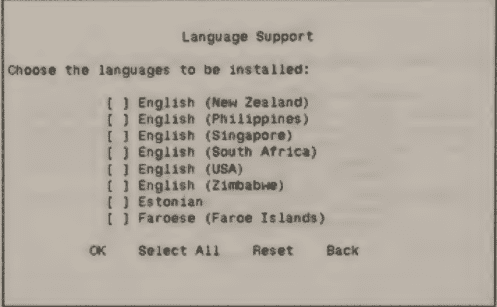 Language Support
Choose the languages to be installed:
[ ] English (New Zealand)
[ ] English (Philippines)
[ ] English (Singapore)
[ ] English (South Africa)
[ ] English (USA)
[ ] English (Zimbabwe)
[ ] Estonian
[ ] Faroese (Faroe Islands)
OK Select All Reset Back